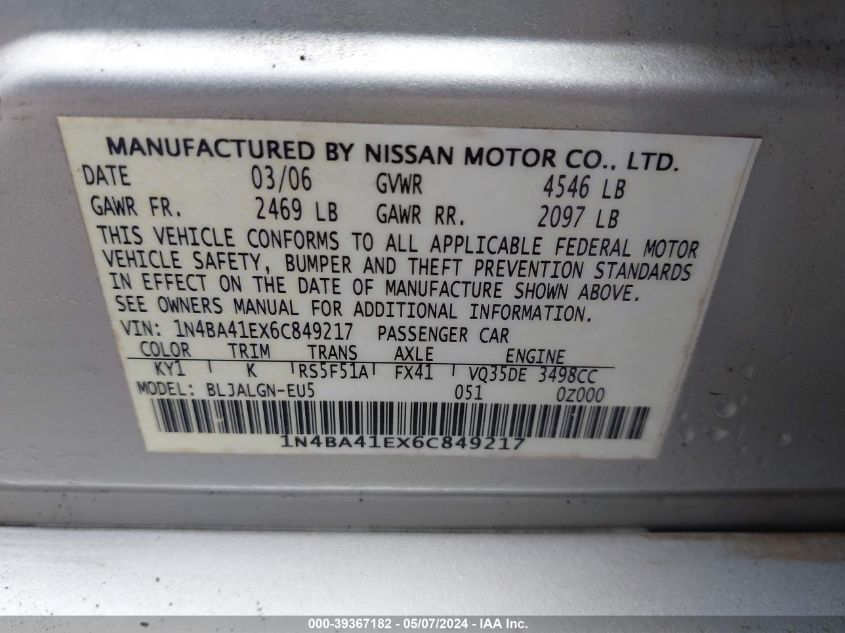 MANUFACTURED BY NISSAN MOTOR CO., LTD.
DATE 03/06 GVWR 4546 LB
GAWR FR. 2469 LB GAWR RR. 2097 LB
THIS VEHICLE CONFORMS TO ALL APPLICABLE FEDERAL MOTOR
VEHICLE SAFETY, BUMPER AND THEFT PREVENTION STANDARDS
IN EFFECT ON THE DATE OF MANUFACTURE SHOWN ABOVE.
SEE OWNERS MANUAL FOR ADDITIONAL INFORMATION.
VIN: 1N4BA41EX6C849217 PASSENGER CAR
COLOR TRIM TRANS AXLE ENGINE
KY1 K RS5F51A FX41 VQ35DE 3498CC
MODEL: BLJALGN-EU5 051 0Z000
1N4BA41EX6C849217
000-39367182 - 05/07/2024 - IAA Inc.